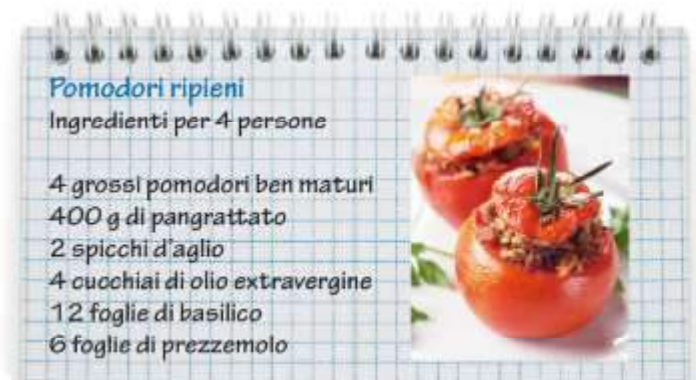 Pomodori ripieni
Ingredienti per 4 persone
4 grossi pomodori ben maturi
400 g di pangrattato
2 spicchi d'aglio
4 cucchiai di olio extravergine
12 foglie di basilico
6 foglie di prezzemolo